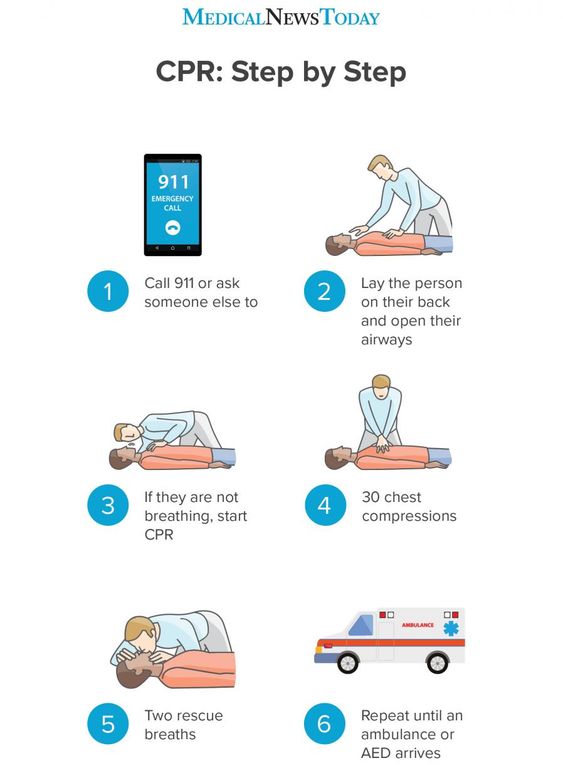 MEDICALNEWSTODAY
CPR: Step by Step
911
EMERGENCY
CALL
1
Call 911 or ask
someone else to
2
Lay the person
on their back
and open their
airways
3
If they are not
breathing, start
CPR
4
30 chest
compressions
5
Two rescue
breaths
AMBULANCE
6
Repeat until an
ambulance or
AED arrives